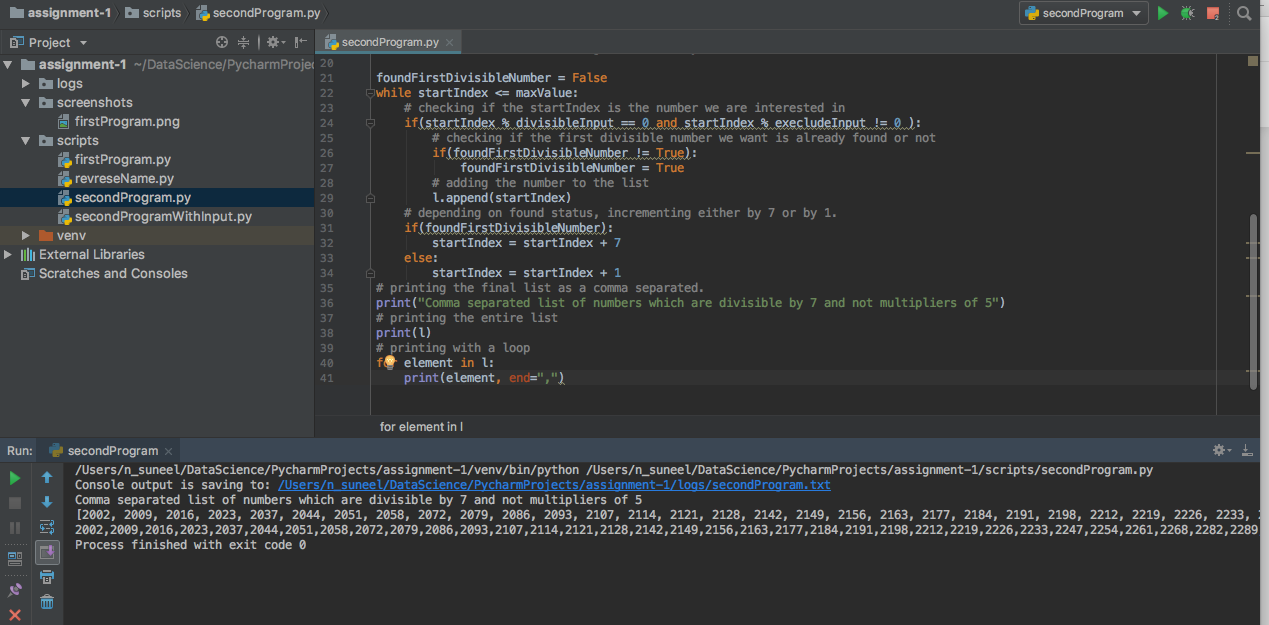 assignment-1 scripts secondProgram.py secondProgram
Project
secondProgram.py
assignment-1 ~/DataScience/PycharmProje
logs
screenshots
firstProgram.png
scripts
firstProgram.py
revreseName.py
secondProgram.py
secondProgramWithInput.py
venv
External Libraries
Scratches and Consoles
20
21 foundFirstDivisibleNumber = False
22 while startIndex <= maxValue:
23 # checking if the startIndex is the number we are interested in
24 if(startIndex % divisibleInput == 0 and startIndex % execludeInput != 0 ):
25 # checking if the first divisible number we want is already found or not
26 if(foundFirstDivisibleNumber != True):
27 foundFirstDivisibleNumber = True
28 # adding the number to the list
29 l.append(startIndex)
30 # depending on found status, incrementing either by 7 or by 1.
31 if(foundFirstDivisibleNumber):
32 startIndex = startIndex + 7
33 else:
34 startIndex = startIndex + 1
35 # printing the final list as a comma separated.
36 print("Comma separated list of numbers which are divisible by 7 and not multipliers of 5")
37 # printing the entire list
38 print(l)
39 # printing with a loop
40 for element in l:
41 print(element, end=",")
for element in l
Run: secondProgram
/Users/n_suneel/DataScience/PycharmProjects/assignment-1/venv/bin/python /Users/n_suneel/DataScience/PycharmProjects/assignment-1/scripts/secondProgram.py
Console output is saving to: /Users/n_suneel/DataScience/PycharmProjects/assignment-1/logs/secondProgram.txt
Comma separated list of numbers which are divisible by 7 and not multipliers of 5
[2002, 2009, 2016, 2023, 2037, 2044, 2051, 2058, 2072, 2079, 2086, 2093, 2107, 2114, 2121, 2128, 2142, 2149, 2156, 2163, 2177, 2184, 2191, 2198, 2212, 2219, 2226, 2233,
2002,2009,2016,2023,2037,2044,2051,2058,2072,2079,2086,2093,2107,2114,2121,2128,2142,2149,2156,2163,2177,2184,2191,2198,2212,2219,2226,2233,2247,2254,2261,2268,2282,2289
Process finished with exit code 0